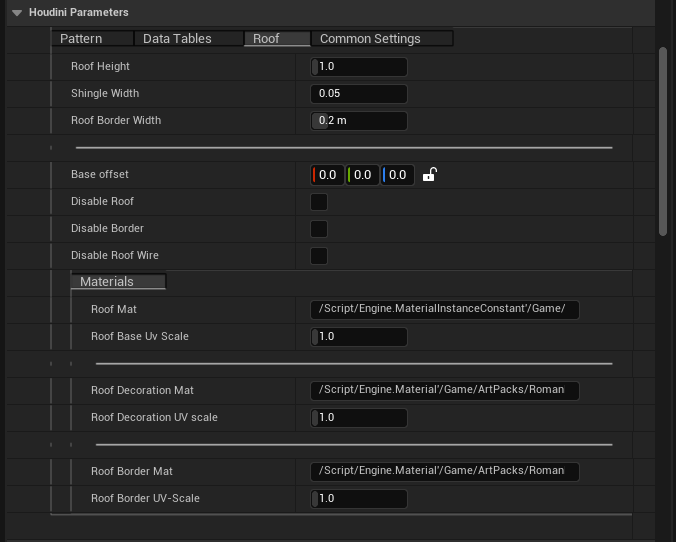 Houdini Parameters
Pattern Data Tables Roof Common Settings
Roof Height 1.0
Shingle Width 0.05
Roof Border Width 0.2 m
Base offset 0.0 0.0 0.0
Disable Roof
Disable Border
Disable Roof Wire
Materials
Roof Mat /Script/Engine.MaterialInstanceConstant'/Game/
Roof Base Uv Scale 1.0
Roof Decoration Mat /Script/Engine.Material'/Game/ArtPacks/Roman
Roof Decoration UV scale 1.0
Roof Border Mat /Script/Engine.Material'/Game/ArtPacks/Roman
Roof Border UV-Scale 1.0